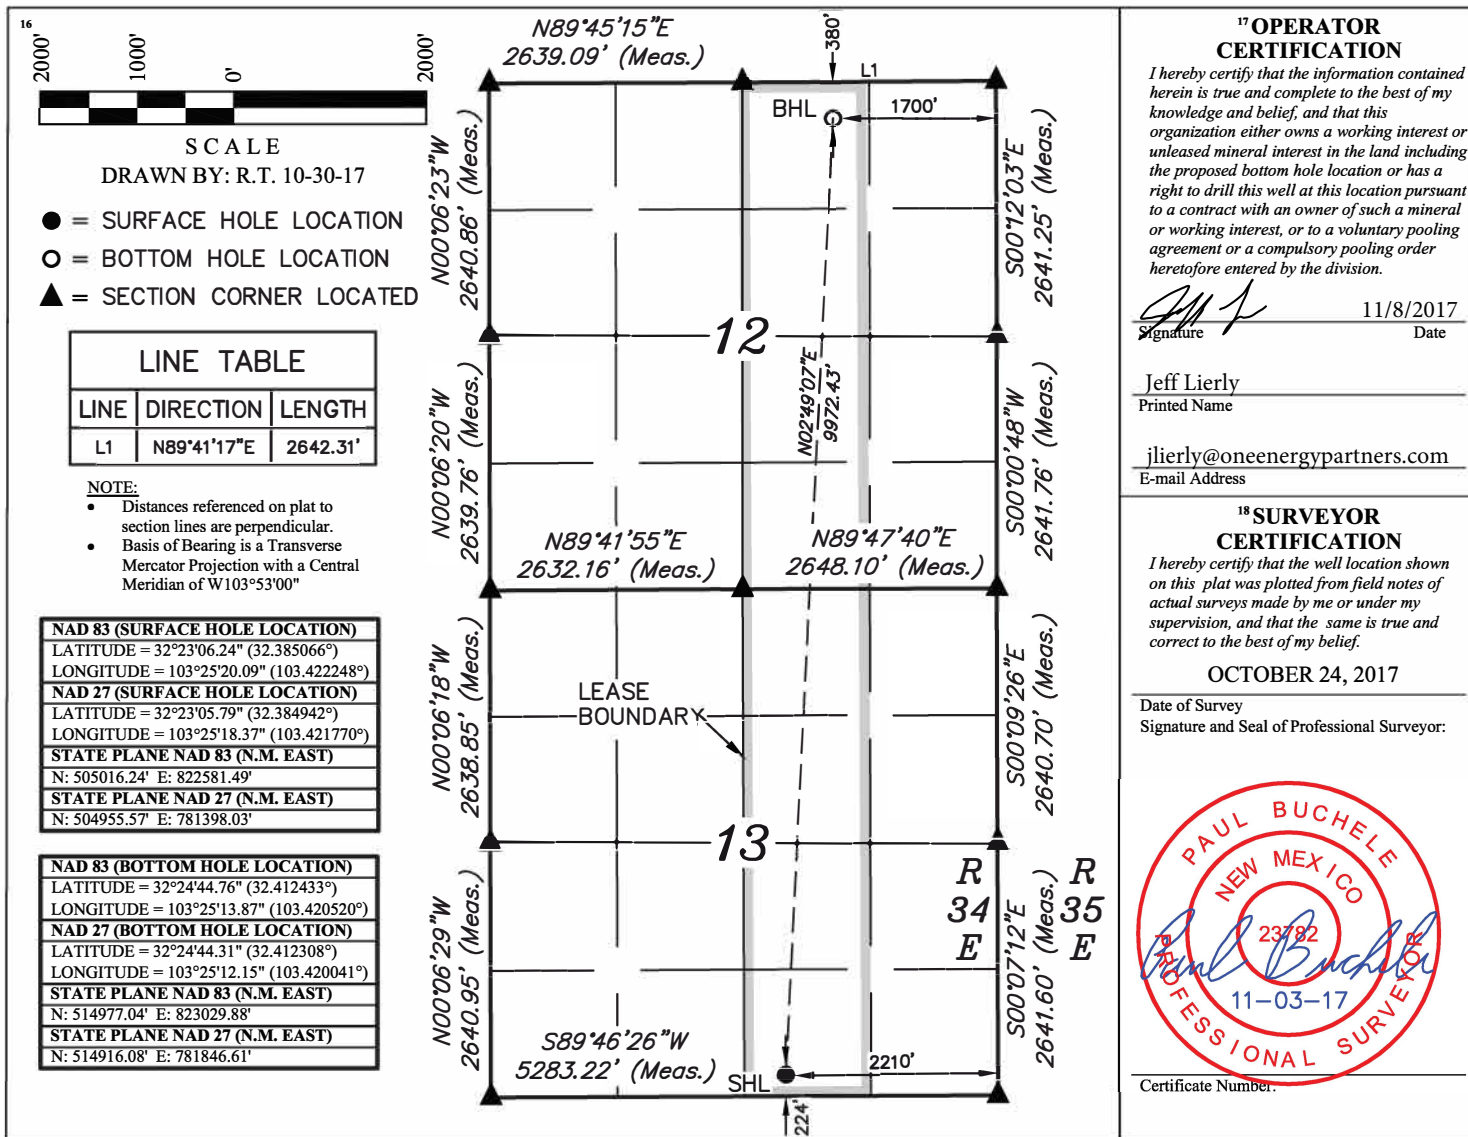 16
2000'
1000'
0'
2000'
SCALE
DRAWN BY: R.T. 10-30-17
= SURFACE HOLE LOCATION
= BOTTOM HOLE LOCATION
= SECTION CORNER LOCATED
LINE TABLE
LINE DIRECTION LENGTH
L1 N89°41'17"E 2642.31'
NOTE:
• Distances referenced on plat to
section lines are perpendicular.
• Basis of Bearing is a Transverse
Mercator Projection with a Central
Meridian of W103°53'00"
NAD 83 (SURFACE HOLE LOCATION)
LATITUDE = 32°23'06.24" (32.385066°)
LONGITUDE = 103°25'20.09" (103.422248°)
NAD 27 (SURFACE HOLE LOCATION)
LATITUDE = 32°23'05.79" (32.384942°)
LONGITUDE = 103°25'18.37" (103.421770°)
STATE PLANE NAD 83 (N.M. EAST)
N: 505016.24' E: 822581.49'
STATE PLANE NAD 27 (N.M. EAST)
N: 504955.57' E: 781398.03'
NAD 83 (BOTTOM HOLE LOCATION)
LATITUDE = 32°24'44.76" (32.412433°)
LONGITUDE = 103°25'13.87" (103.420520°)
NAD 27 (BOTTOM HOLE LOCATION)
LATITUDE = 32°24'44.31" (32.412308°)
LONGITUDE = 103°25'12.15" (103.420041°)
STATE PLANE NAD 83 (N.M. EAST)
N: 514977.04' E: 823029.88'
STATE PLANE NAD 27 (N.M. EAST)
N: 514916.08' E: 781846.61'
N89°45'15"E
2639.09' (Meas.)
380'
L1
BHL
1700'
N00°06'23"W
2640.86' (Meas.)
S00°12'03"E
2641.25' (Meas.)
12
N02°49'07"E
9972.43'
N00°06'20"W
2639.76' (Meas.)
S00°00'48"W
2641.76' (Meas.)
N89°41'55"E
2632.16' (Meas.)
N89°47'40"E
2648.10' (Meas.)
N00°06'18"W
2638.85' (Meas.)
LEASE
BOUNDARY
S00°09'26"E
2640.70' (Meas.)
13
R
34
E
R
35
E
N00°06'29"W
2640.95' (Meas.)
S00°07'12"E
2641.60' (Meas.)
S89°46'26"W
5283.22' (Meas.)
SHL
2210'
224'
17 OPERATOR
CERTIFICATION
I hereby certify that the information contained
herein is true and complete to the best of my
knowledge and belief, and that this
organization either owns a working interest or
unleased mineral interest in the land including
the proposed bottom hole location or has a
right to drill this well at this location pursuant
to a contract with an owner of such a mineral
or working interest, or to a voluntary pooling
agreement or a compulsory pooling order
heretofore entered by the division.
11/8/2017
Signature Date
Jeff Lierly
Printed Name
jlierly@oneenergypartners.com
E-mail Address
18 SURVEYOR
CERTIFICATION
I hereby certify that the well location shown
on this plat was plotted from field notes of
actual surveys made by me or under my
supervision, and that the same is true and
correct to the best of my belief.
OCTOBER 24, 2017
Date of Survey
Signature and Seal of Professional Surveyor:
PAUL BUCHELE
NEW MEXICO
23782
Paul Buchele
11-03-17
PROFESSIONAL SURVEYOR
Certificate Number: